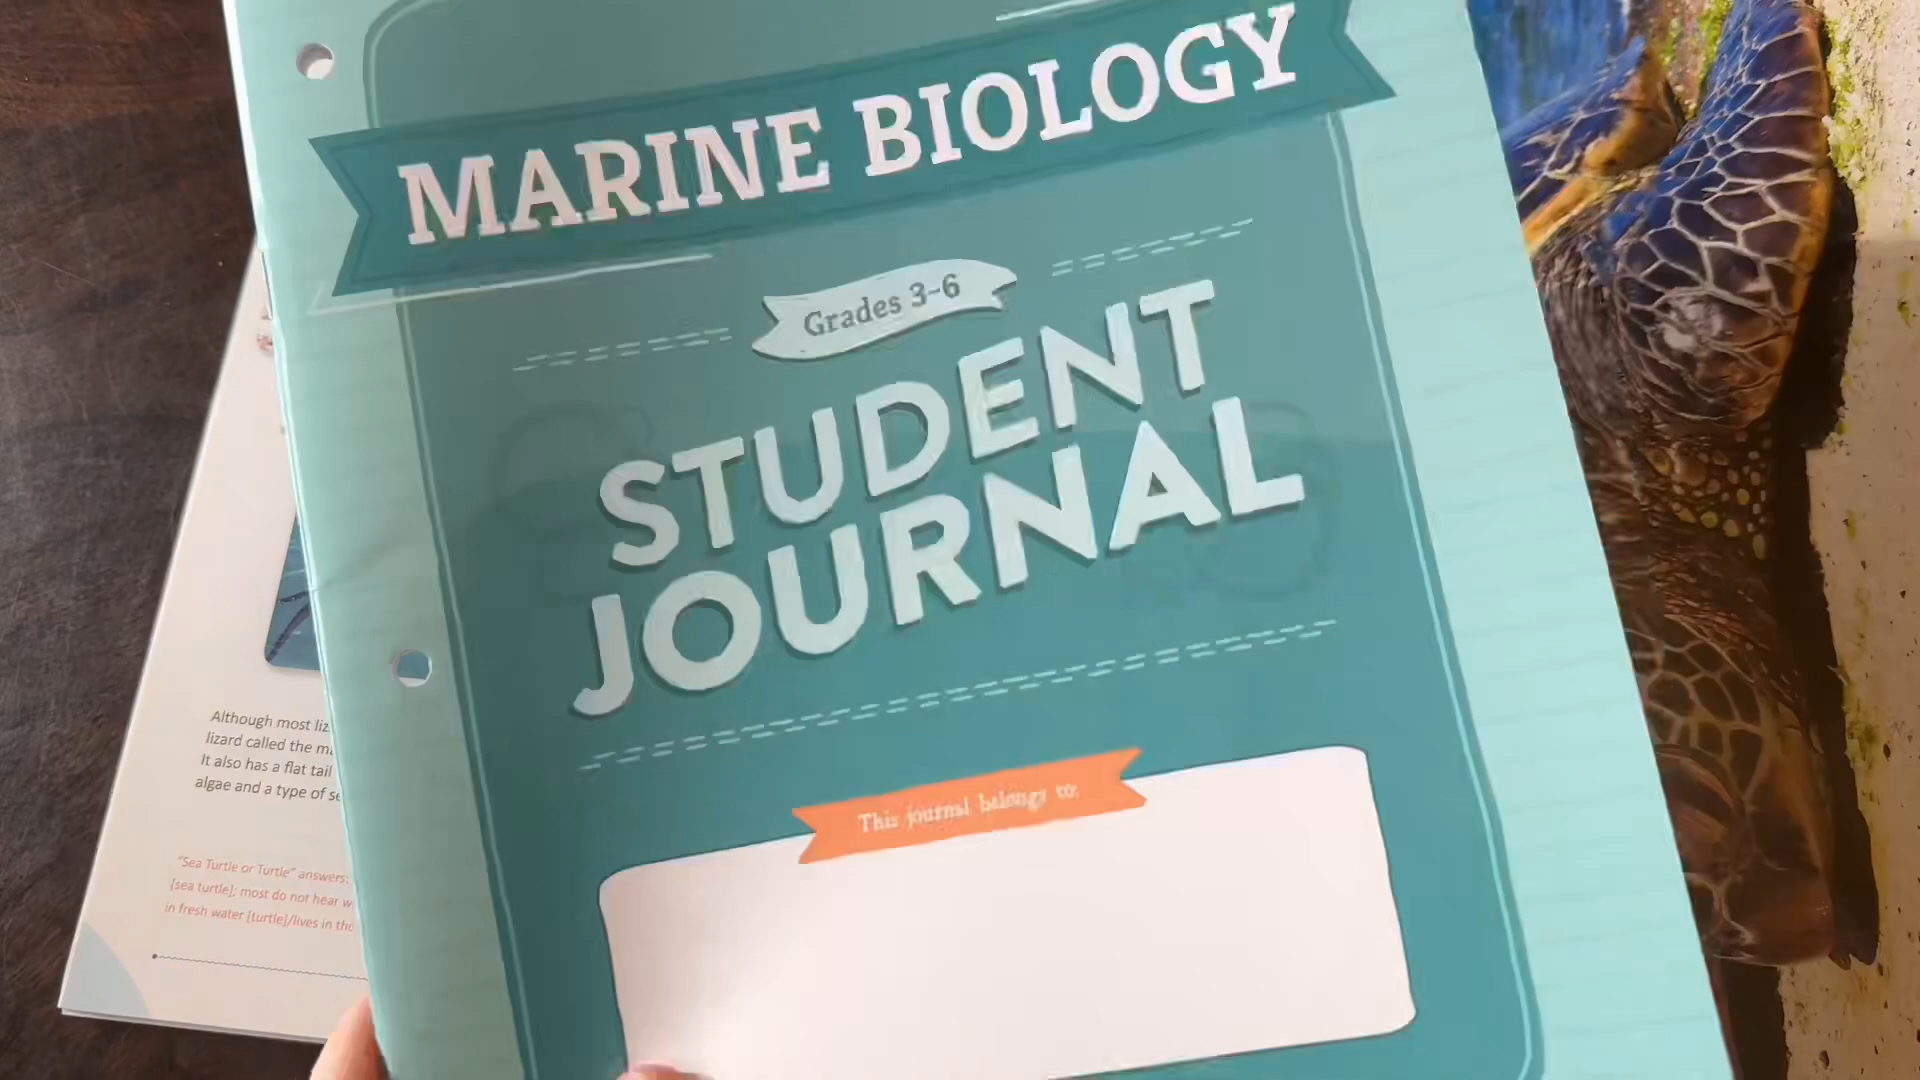 MARINE BIOLOGY
Grades 3-6
STUDENT
JOURNAL
This journal belongs to:
Although most
lizard called the
It also has a flat tail
algae and a type of
"Sea Turtle or Turtle" answers:
[sea turtle]; most do not hear
in fresh water [turtle]/lives in